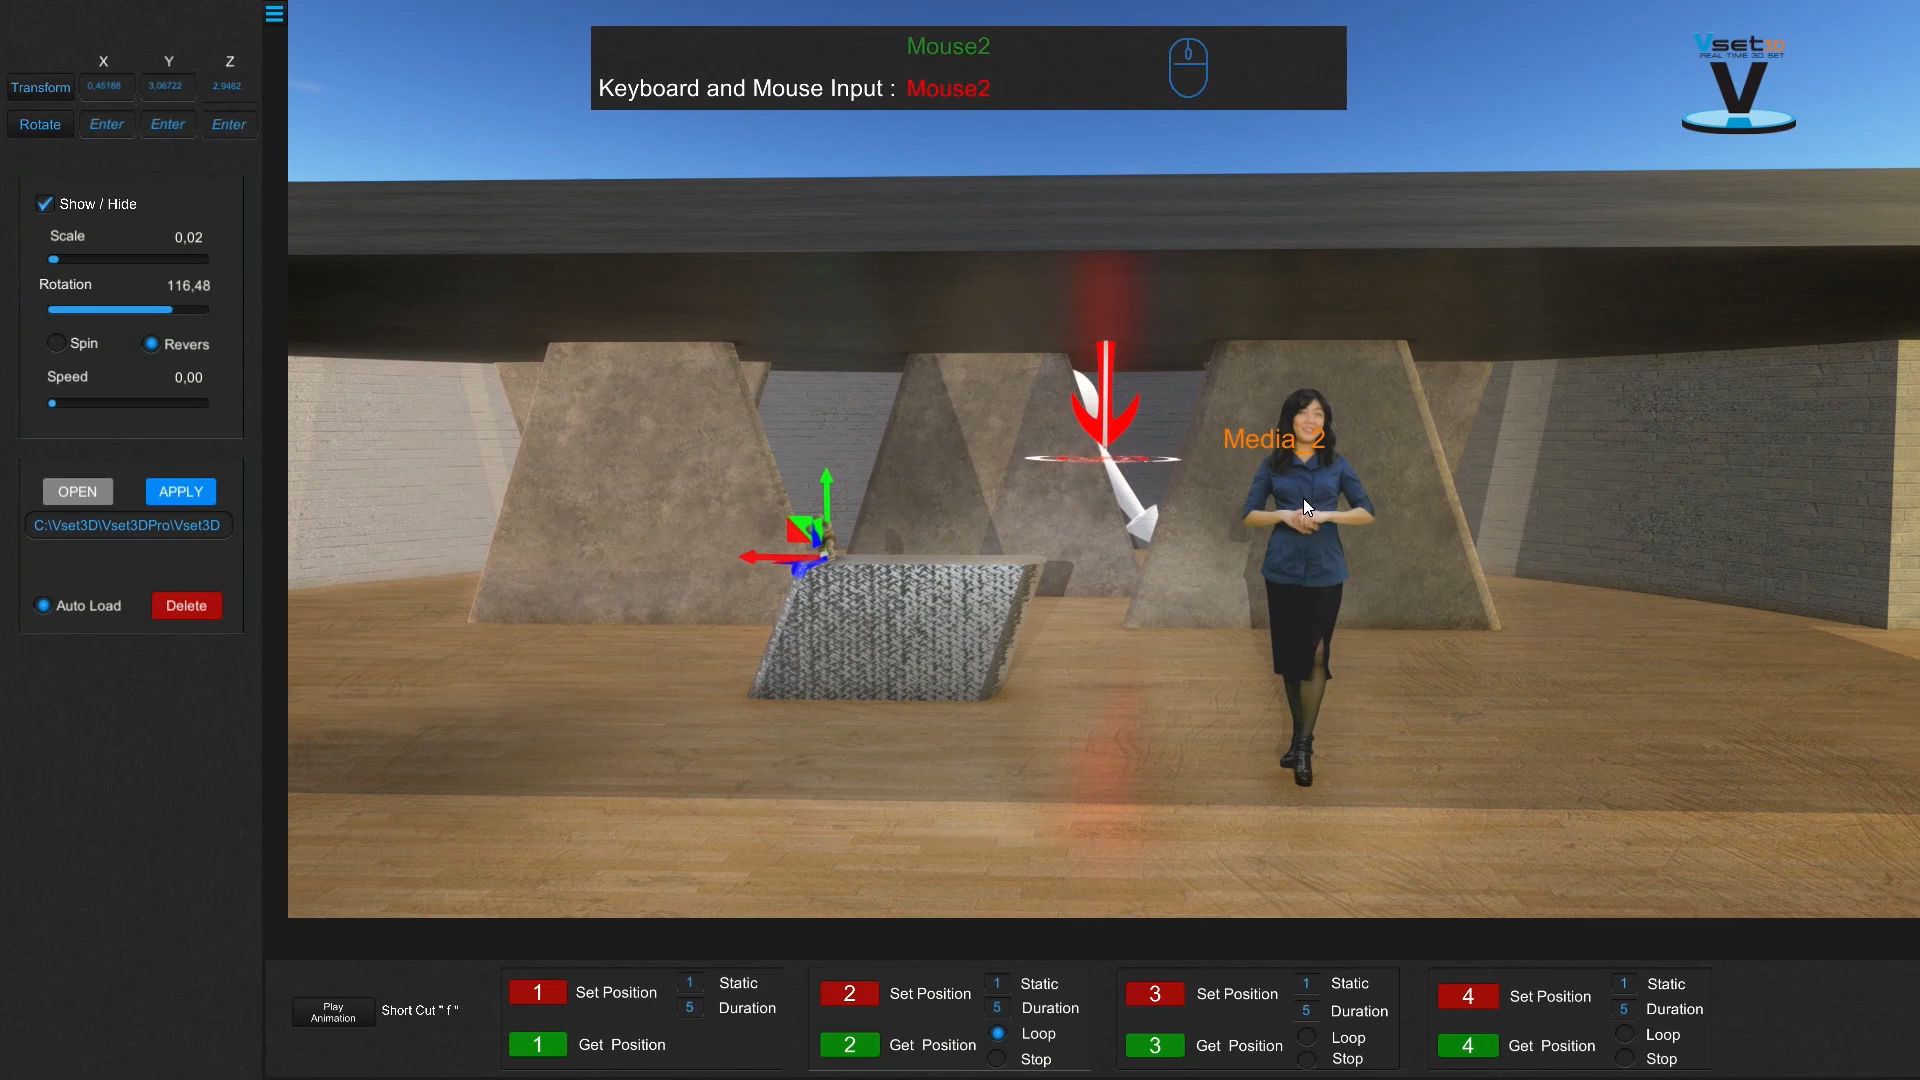 X Y Z
Transform 0,45188 3,06722 2,9462
Rotate Enter Enter Enter
Show / Hide
Scale 0,02
Rotation 116,48
Spin Revers
Speed 0,00
OPEN APPLY
C:\Vset3D\Vset3DPro\Vset3D
Auto Load Delete
Mouse2
Keyboard and Mouse Input : Mouse2
Vset3D
REAL TIME 3D SET
V
Media_2
Play
Animation
Short Cut " f "
1 Set Position 1 Static
5 Duration
1 Get Position
2 Set Position 1 Static
5 Duration
Loop
2 Get Position
Stop
3 Set Position 1 Static
5 Duration
Loop
3 Get Position
Stop
4 Set Position 1 Static
5 Duration
Loop
4 Get Position
Stop